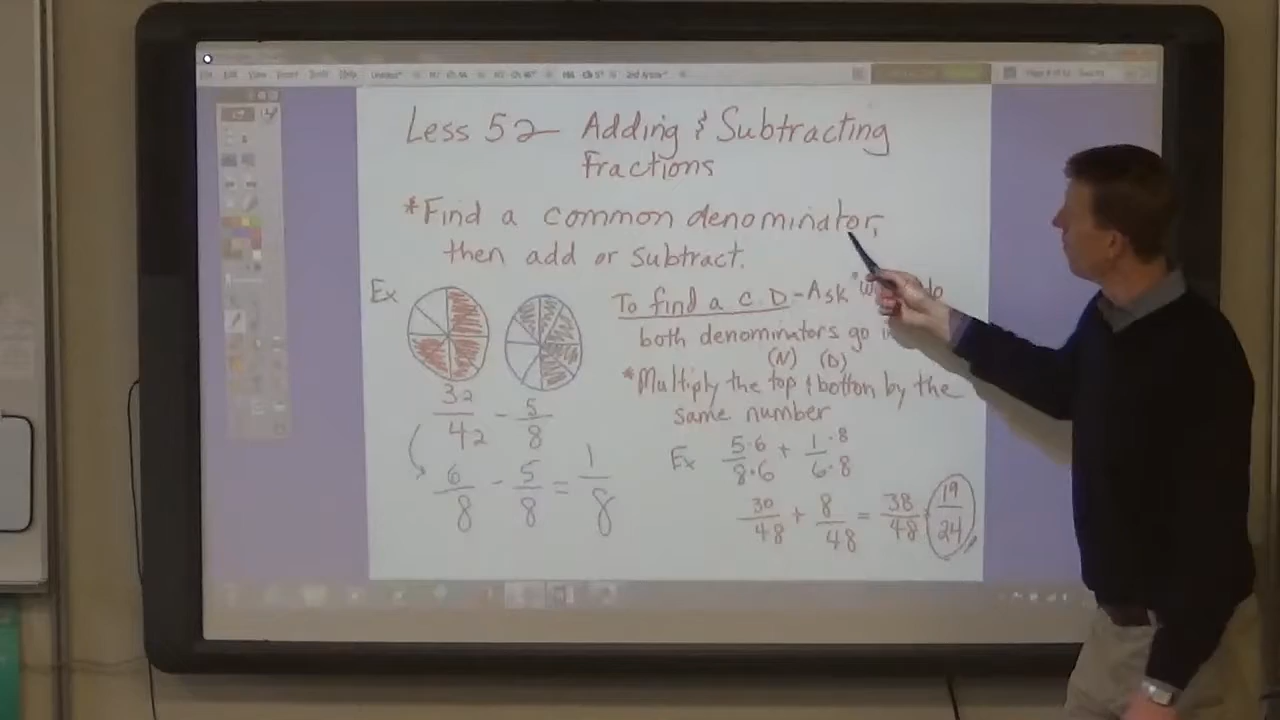 Less 52 Adding & Subtracting
Fractions
*Find a common denominator,
then add or subtract.
Ex
To find a C.D - Ask "w do
both denominators go
(N) (D)
*Multiply the top & bottom by the
same number
32/42 - 5/8
6/8 - 5/8 = 1/8
Ex 5·6/8·6 + 1·8/6·8
30/48 + 8/48 = 38/48 = 19/24